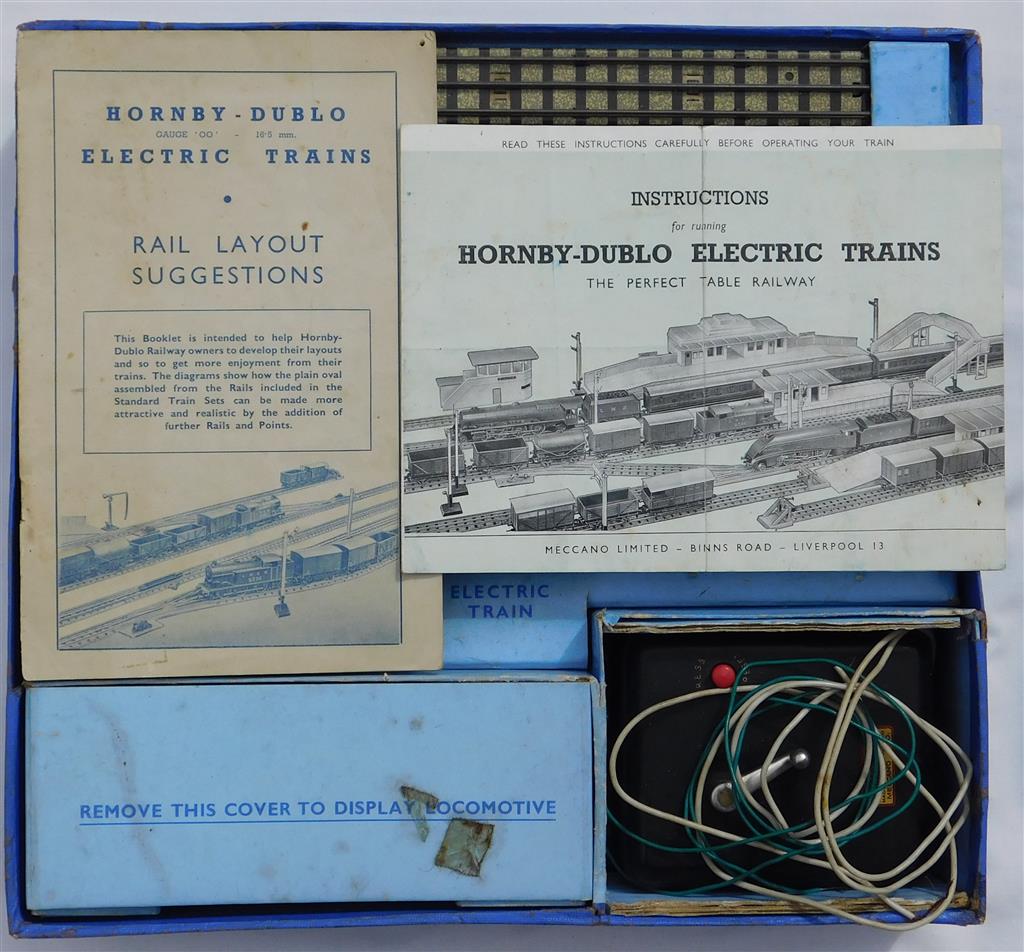 HORNBY - DUBLO
GAUGE 'OO' - 16·5 mm.
ELECTRIC TRAINS
RAIL LAYOUT
SUGGESTIONS
This Booklet is intended to help Hornby-
Dublo Railway owners to develop their layouts
and so to get more enjoyment from their
trains. The diagrams show how the plain oval
assembled from the Rails included in the
Standard Train Sets can be made more
attractive and realistic by the addition of
further Rails and Points.
READ THESE INSTRUCTIONS CAREFULLY BEFORE OPERATING YOUR TRAIN
INSTRUCTIONS
for running
HORNBY-DUBLO ELECTRIC TRAINS
THE PERFECT TABLE RAILWAY
MECCANO LIMITED – BINNS ROAD – LIVERPOOL 13
ELECTRIC
TRAIN
REMOVE THIS COVER TO DISPLAY LOCOMOTIVE
MECCANO